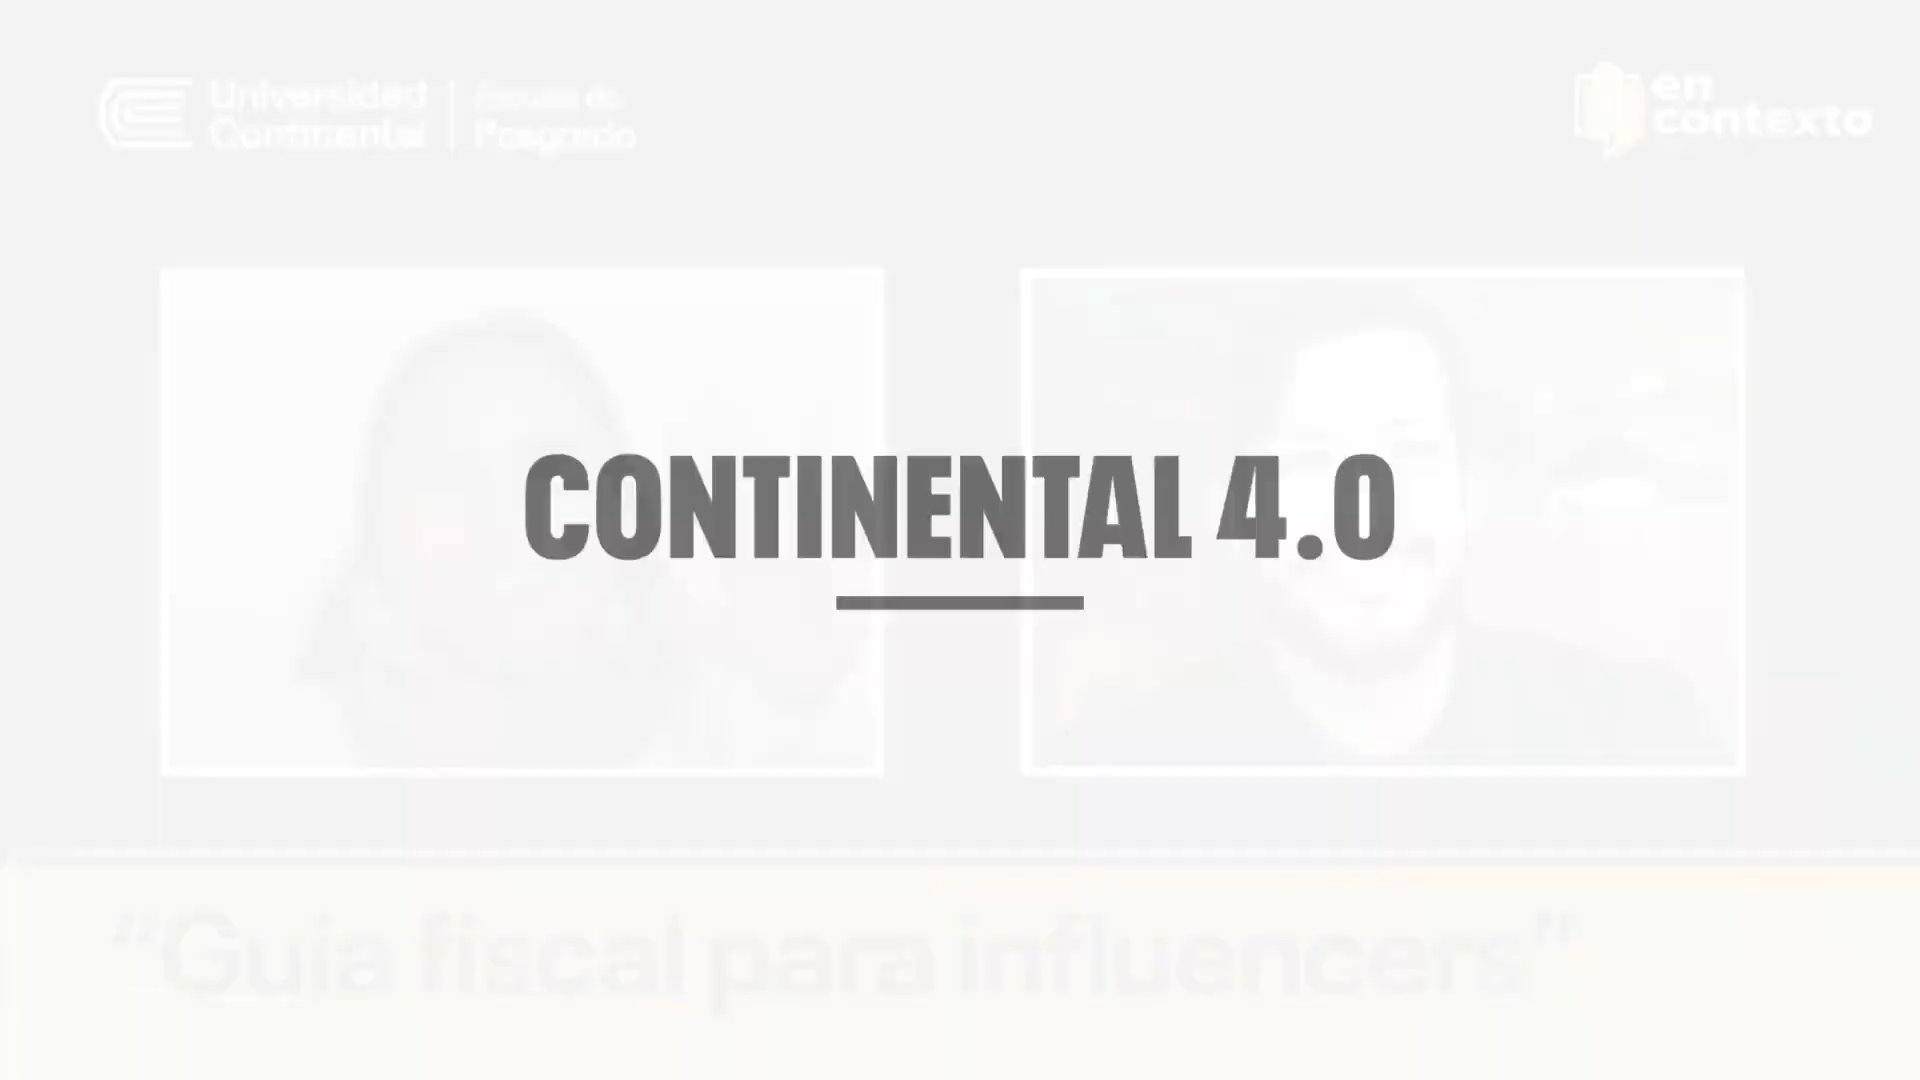 Universidad
Continental
Escuela de
Posgrado
en
contexto
CONTINENTAL 4.0
“Guia fiscal para influencers”